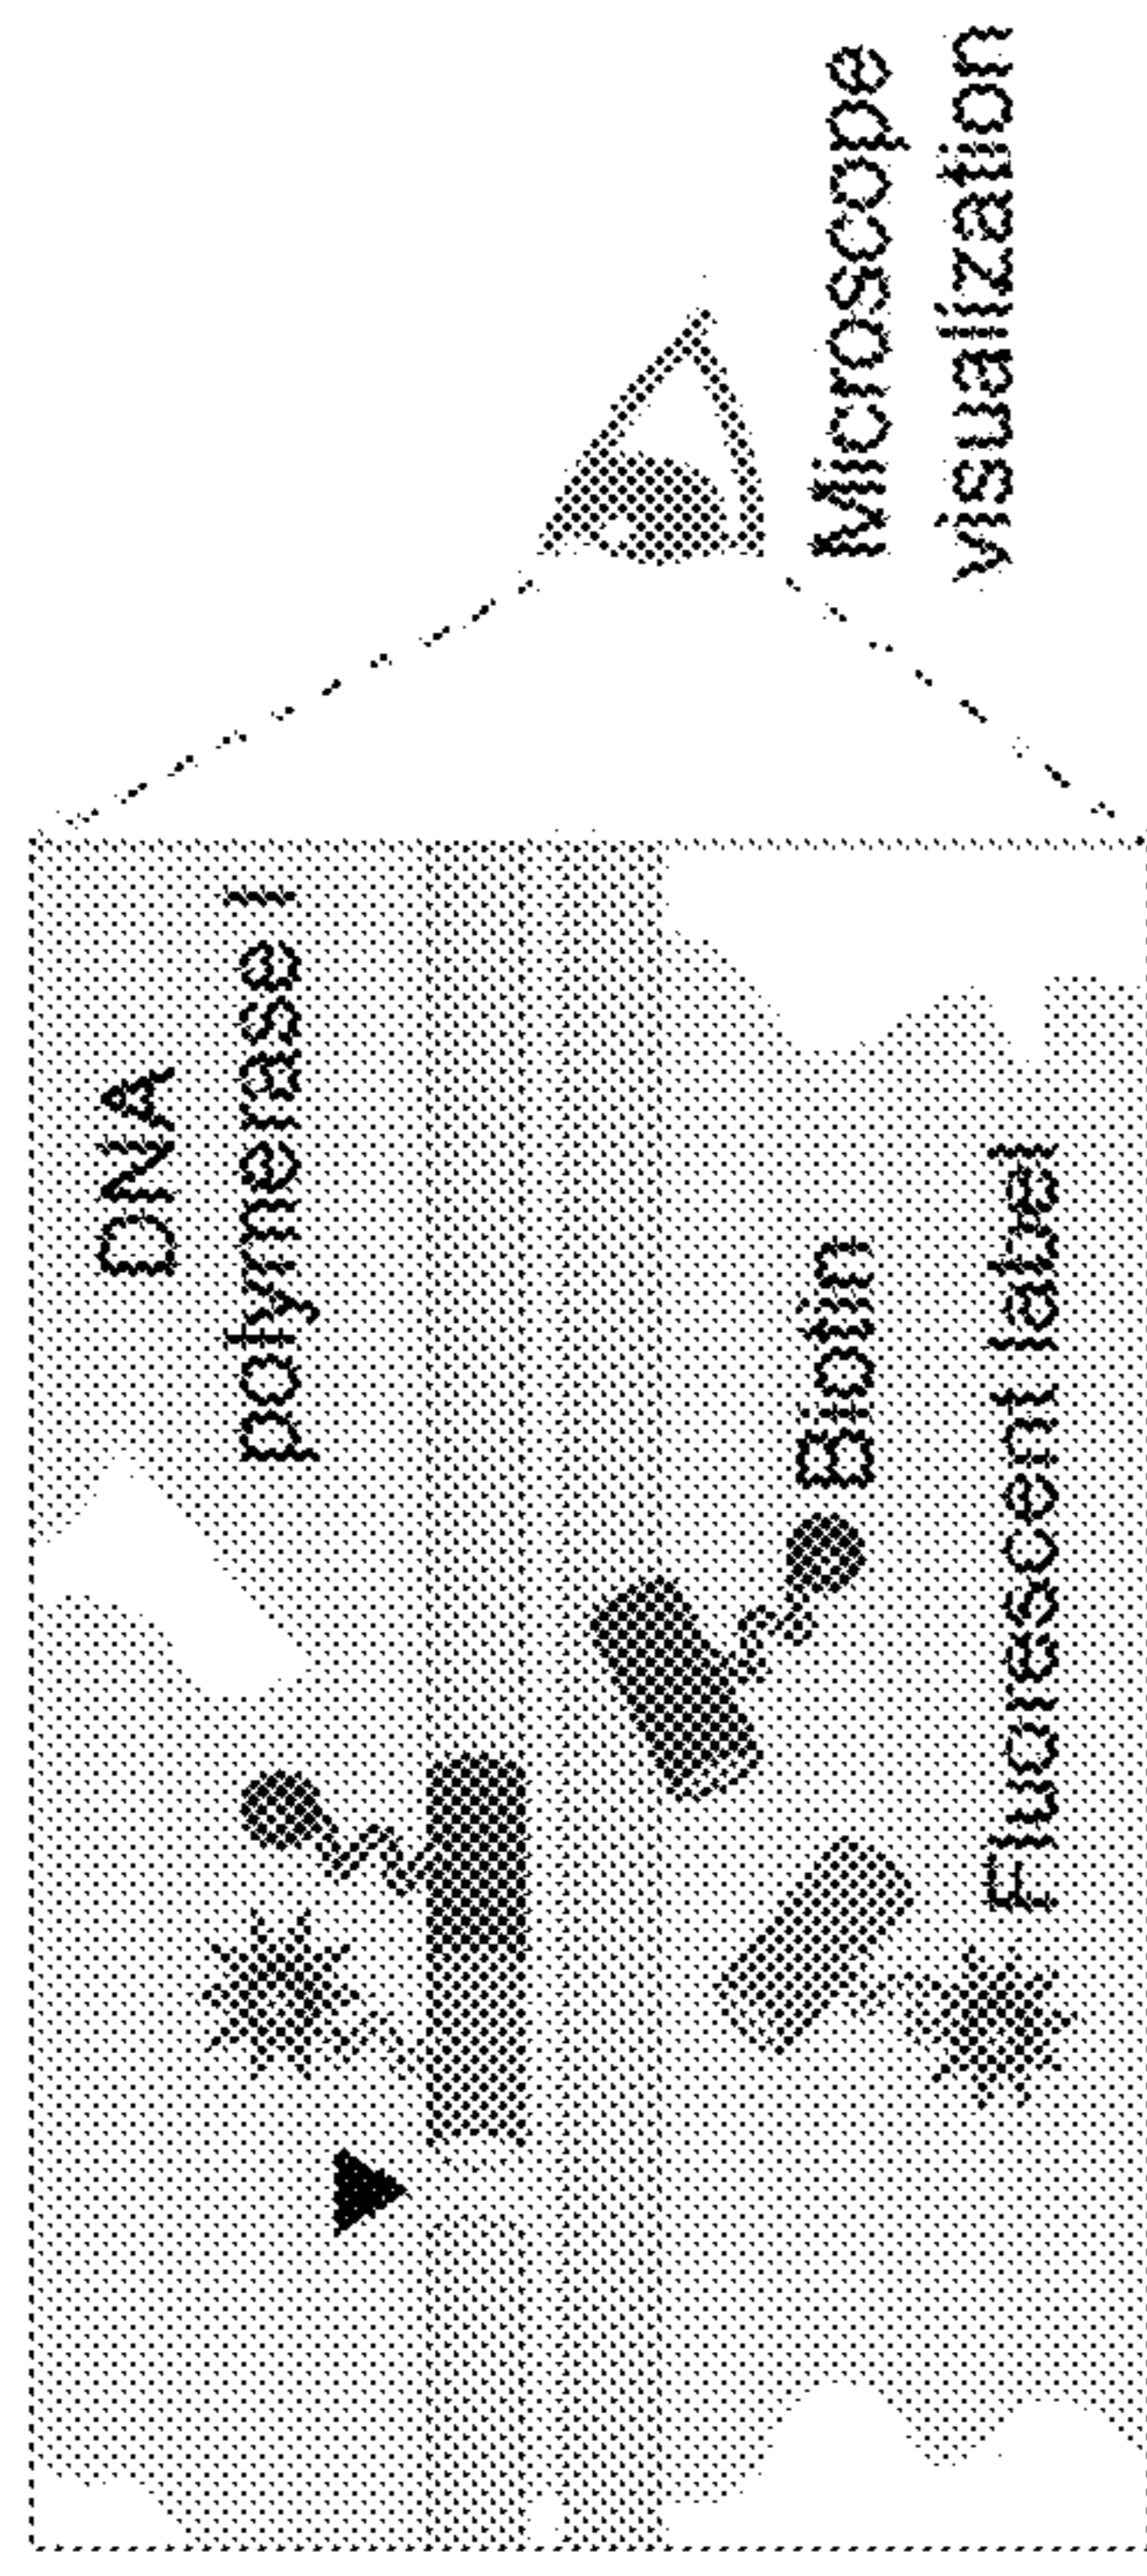 DNA
polymerase I
Biotin
Fluorescent label
Microscope
visualization